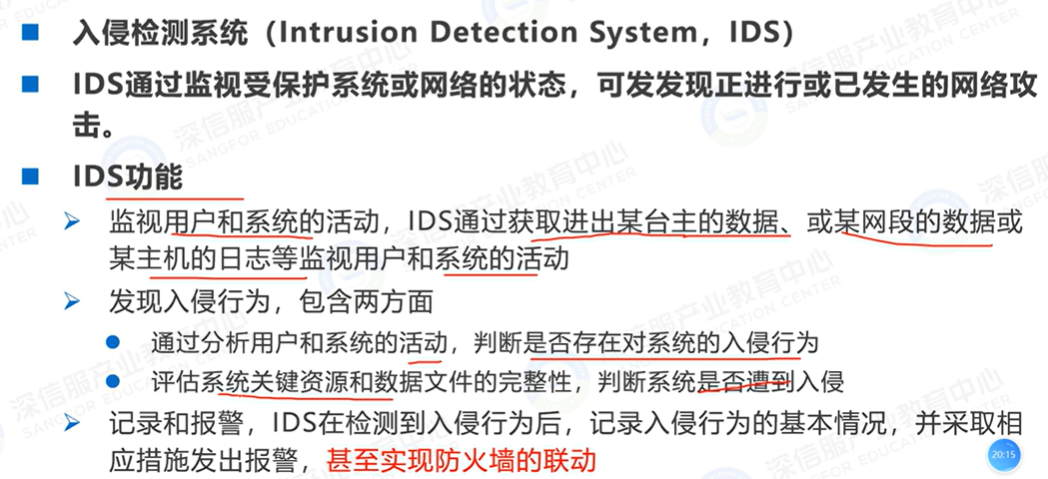 入侵检测系统（Intrusion Detection System，IDS）
IDS通过监视受保护系统或网络的状态，可发发现正进行或已发生的网络攻
击。
IDS功能
监视用户和系统的活动，IDS通过获取进出某台主的数据、或某网段的数据或
某主机的日志等监视用户和系统的活动
发现入侵行为，包含两方面
通过分析用户和系统的活动，判断是否存在对系统的入侵行为
评估系统关键资源和数据文件的完整性，判断系统是否遭到入侵
记录和报警，IDS在检测到入侵行为后，记录入侵行为的基本情况，并采取相
应措施发出报警，甚至实现防火墙的联动
20:15
深信服产业教育中心
SANGFOR EDUCATION CENTER